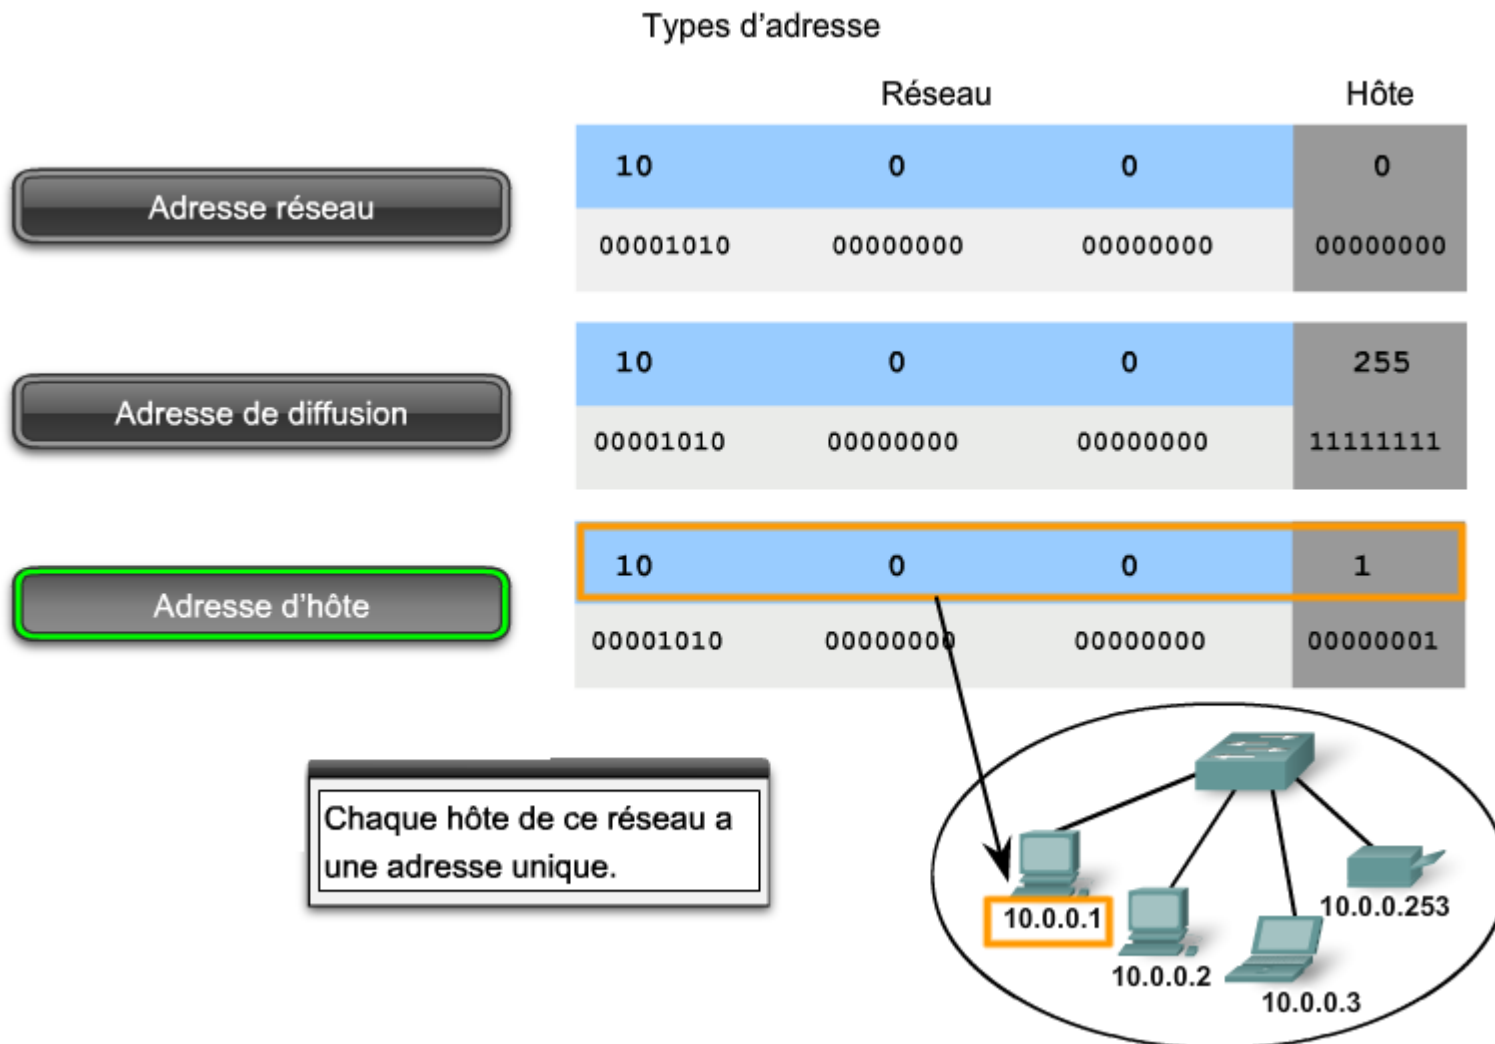 Types d'adresse
Réseau Hôte
Adresse réseau
10 0 0 0
00001010 00000000 00000000 00000000
Adresse de diffusion
10 0 0 255
00001010 00000000 00000000 11111111
Adresse d'hôte
10 0 0 1
00001010 00000000 00000000 00000001
Chaque hôte de ce réseau a
une adresse unique.
10.0.0.1
10.0.0.2
10.0.0.3
10.0.0.253